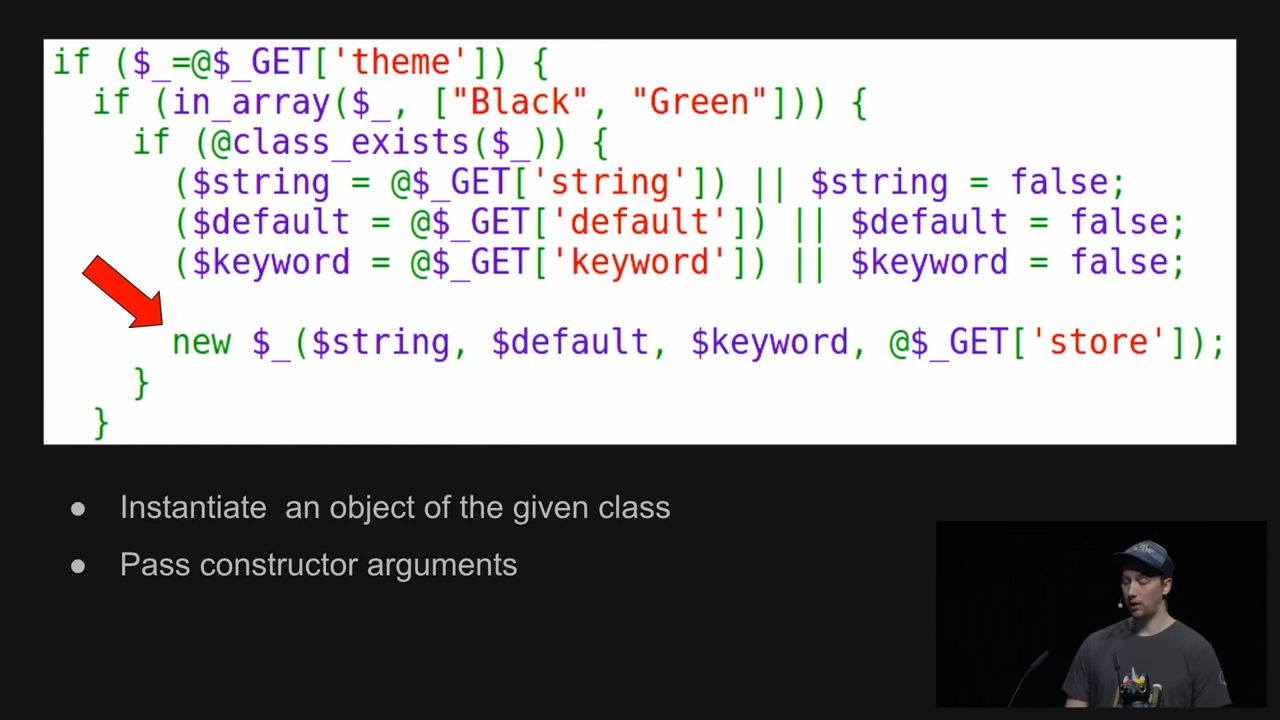 if ($_=@$_GET['theme']) {
if (in_array($_, ["Black", "Green"])) {
if (@class_exists($_)) {
($string = @$_GET['string']) || $string = false;
($default = @$_GET['default']) || $default = false;
($keyword = @$_GET['keyword']) || $keyword = false;
new $_($string, $default, $keyword, @$_GET['store']);
}
}
● Instantiate an object of the given class
● Pass constructor arguments